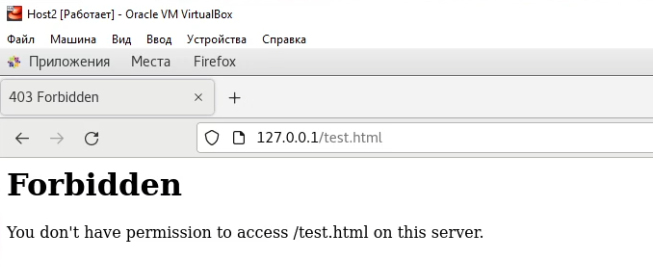 Host2 [Работает] - Oracle VM VirtualBox
Файл Машина Вид Ввод Устройства Справка
Приложения Места Firefox
403 Forbidden
127.0.0.1/test.html
Forbidden
You don't have permission to access /test.html on this server.